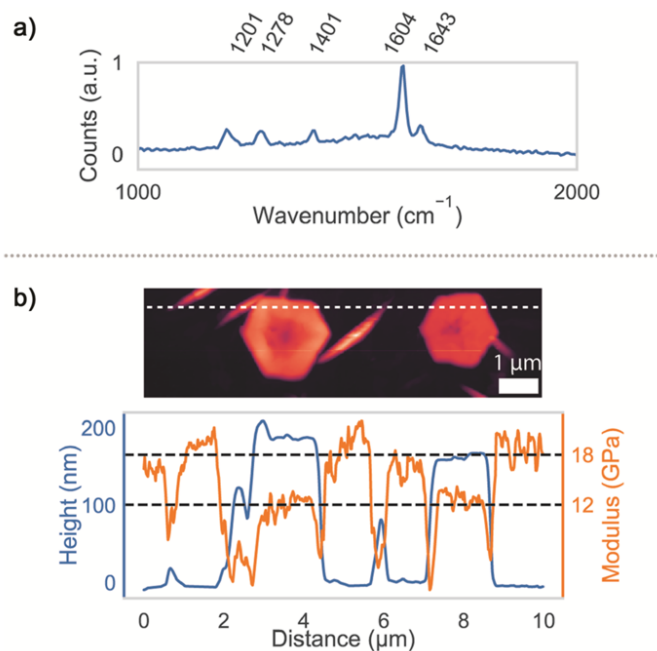 a)
1201 1278 1401 1604 1643
Counts (a.u.)
1
0
1000 2000
Wavenumber (cm⁻¹)
b)
1 μm
Height (nm)
200
100
0
18
12
Modulus (GPa)
0 2 4 6 8 10
Distance (μm)